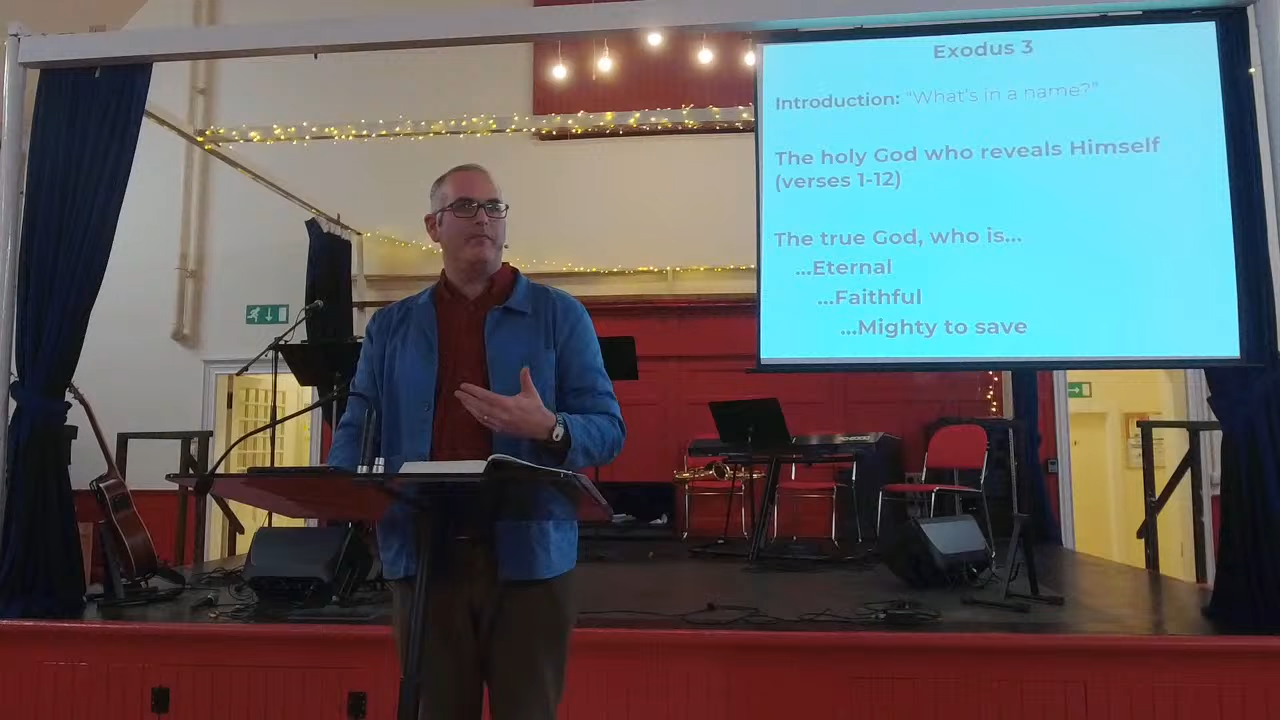 Exodus 3
Introduction: "What's in a name?"
The holy God who reveals Himself
(verses 1-12)
The true God, who is...
...Eternal
...Faithful
...Mighty to save